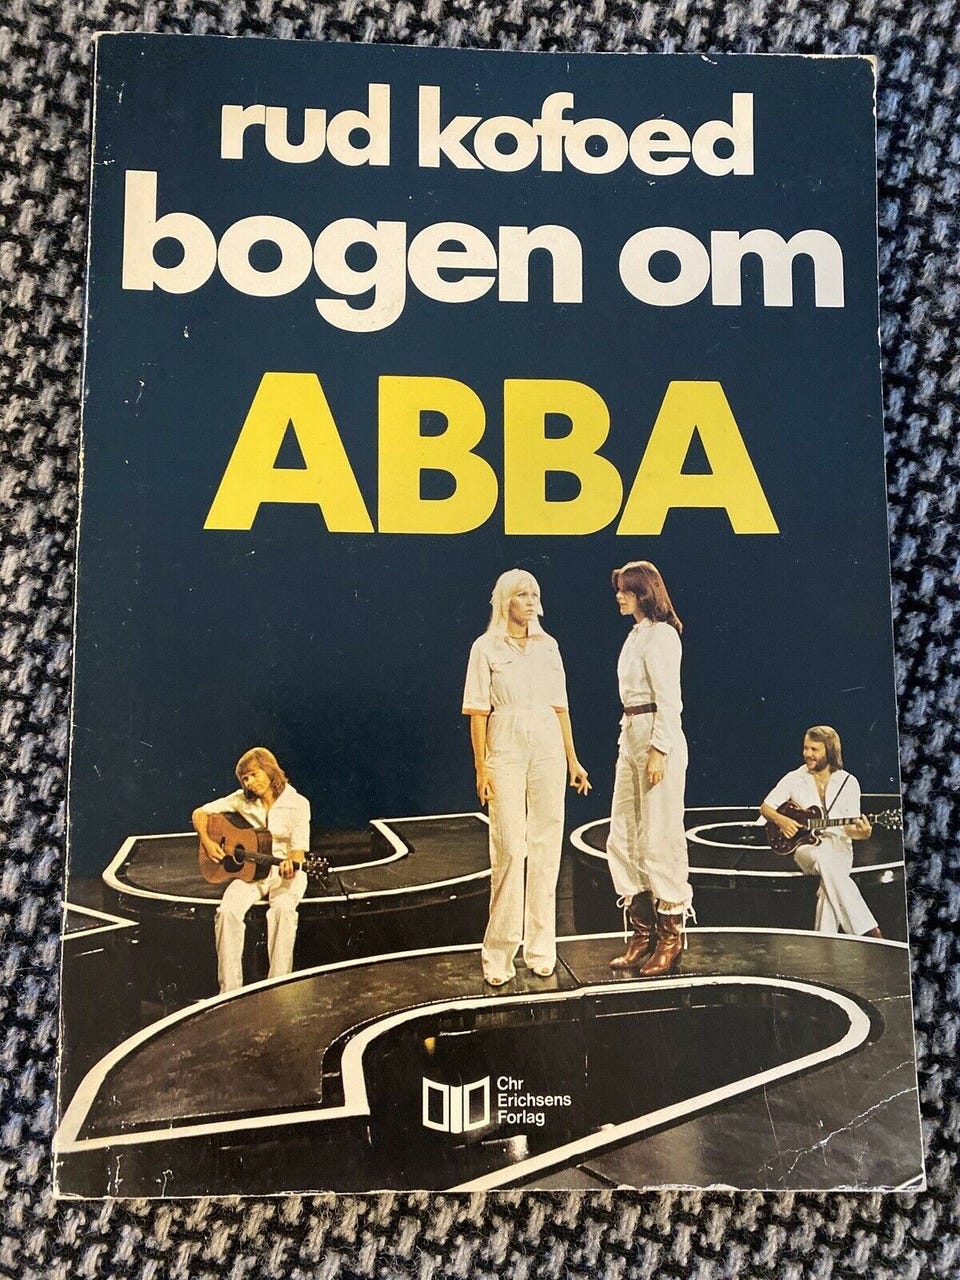 rud kofoed
bogen om
ABBA
Chr
Erichsens
Forlag